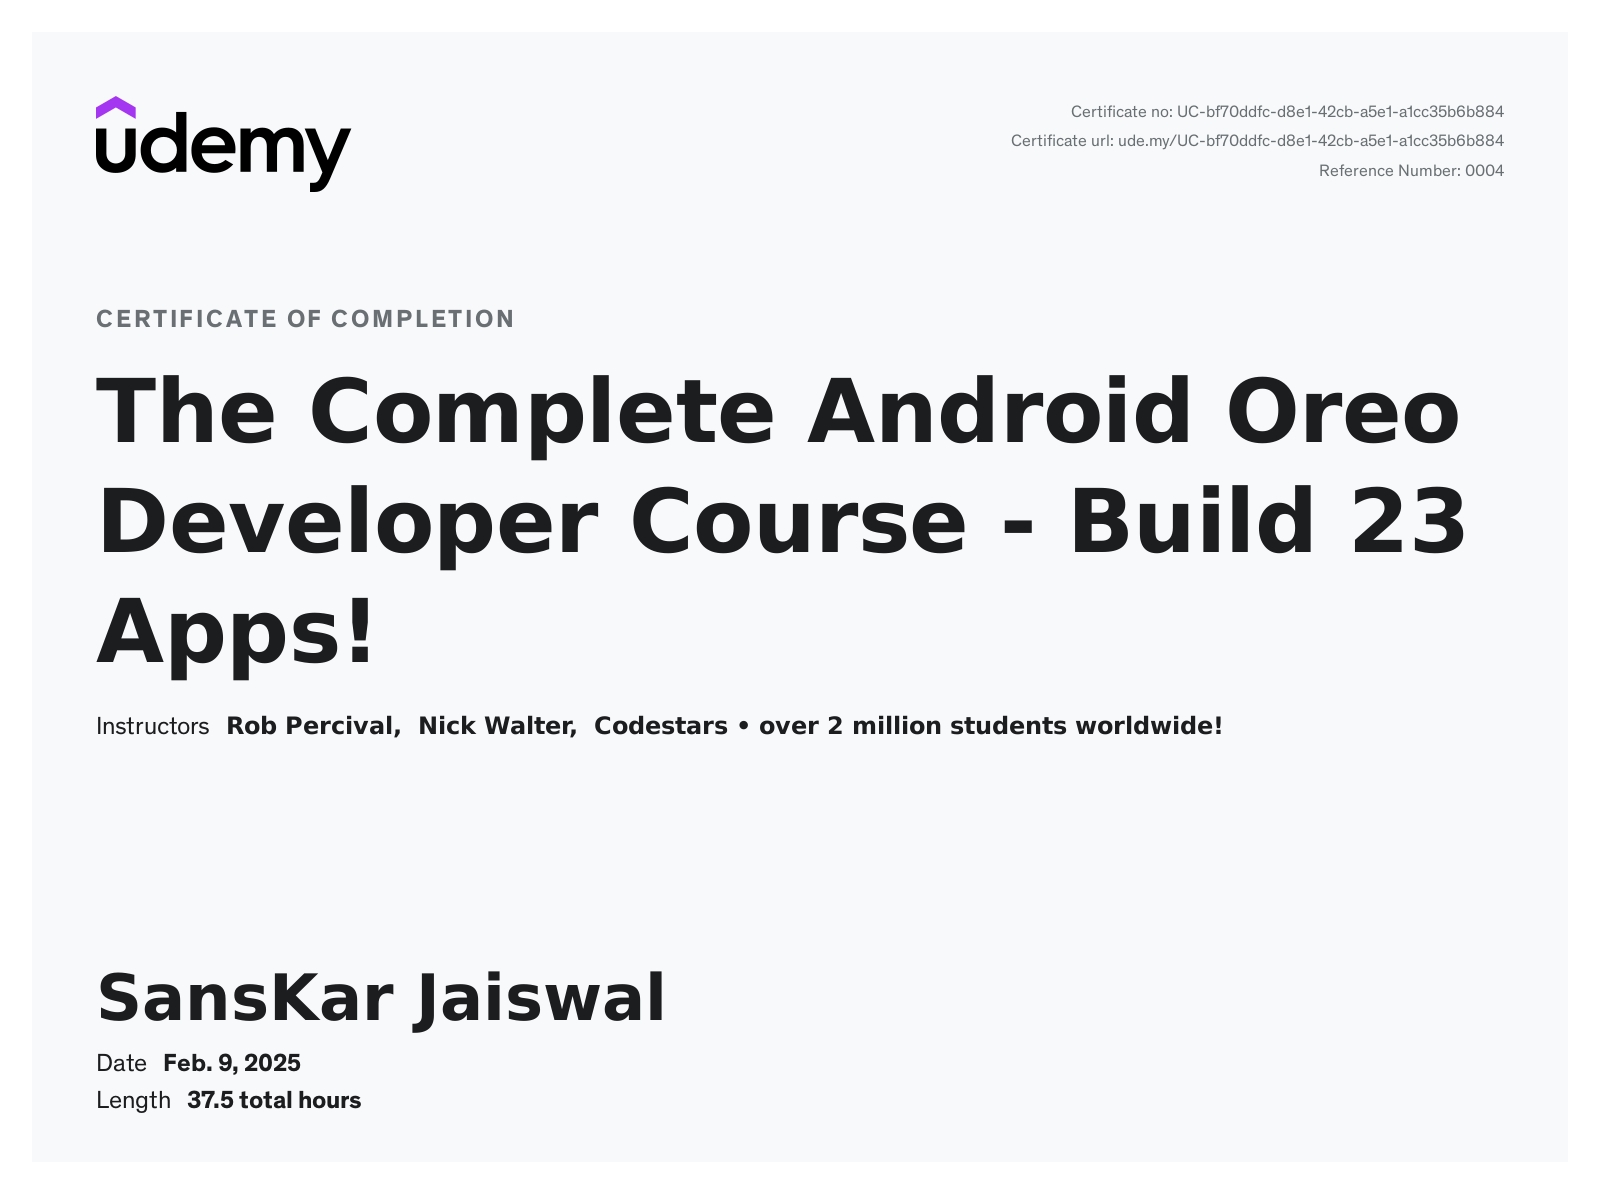 udemy
Certificate no: UC-bf70ddfc-d8e1-42cb-a5e1-a1cc35b6b884
Certificate url: ude.my/UC-bf70ddfc-d8e1-42cb-a5e1-a1cc35b6b884
Reference Number: 0004
CERTIFICATE OF COMPLETION
The Complete Android Oreo
Developer Course - Build 23
Apps!
Instructors Rob Percival, Nick Walter, Codestars • over 2 million students worldwide!
SansKar Jaiswal
Date Feb. 9, 2025
Length 37.5 total hours